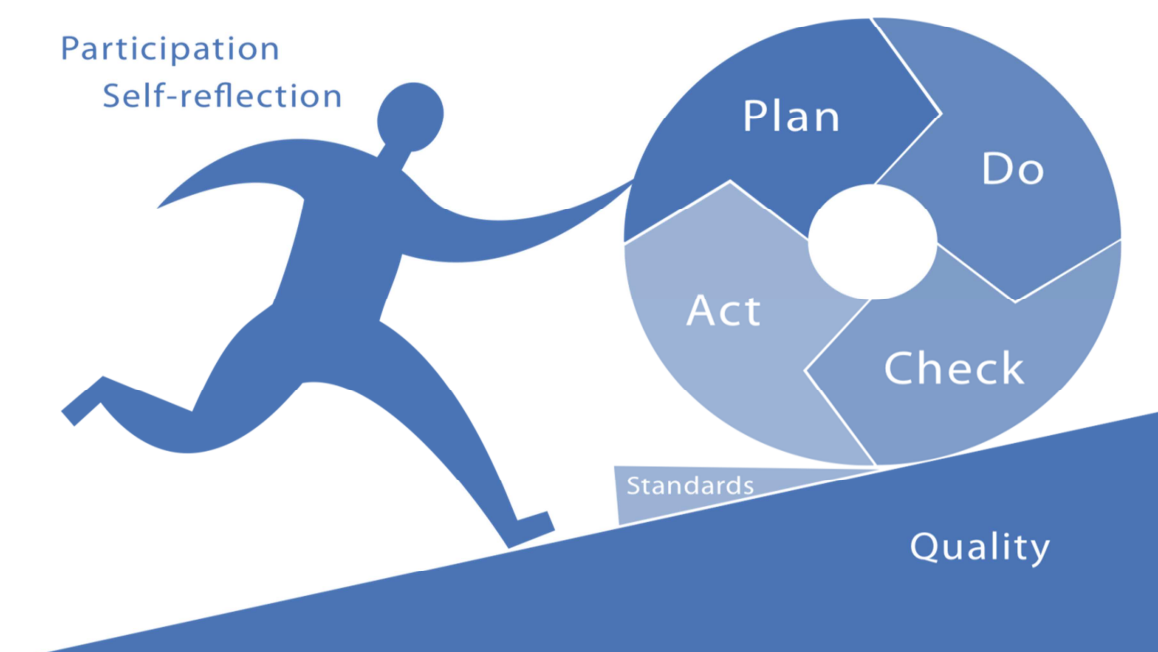 Participation
Self-reflection
Plan
Do
Act
Check
Standards
Quality